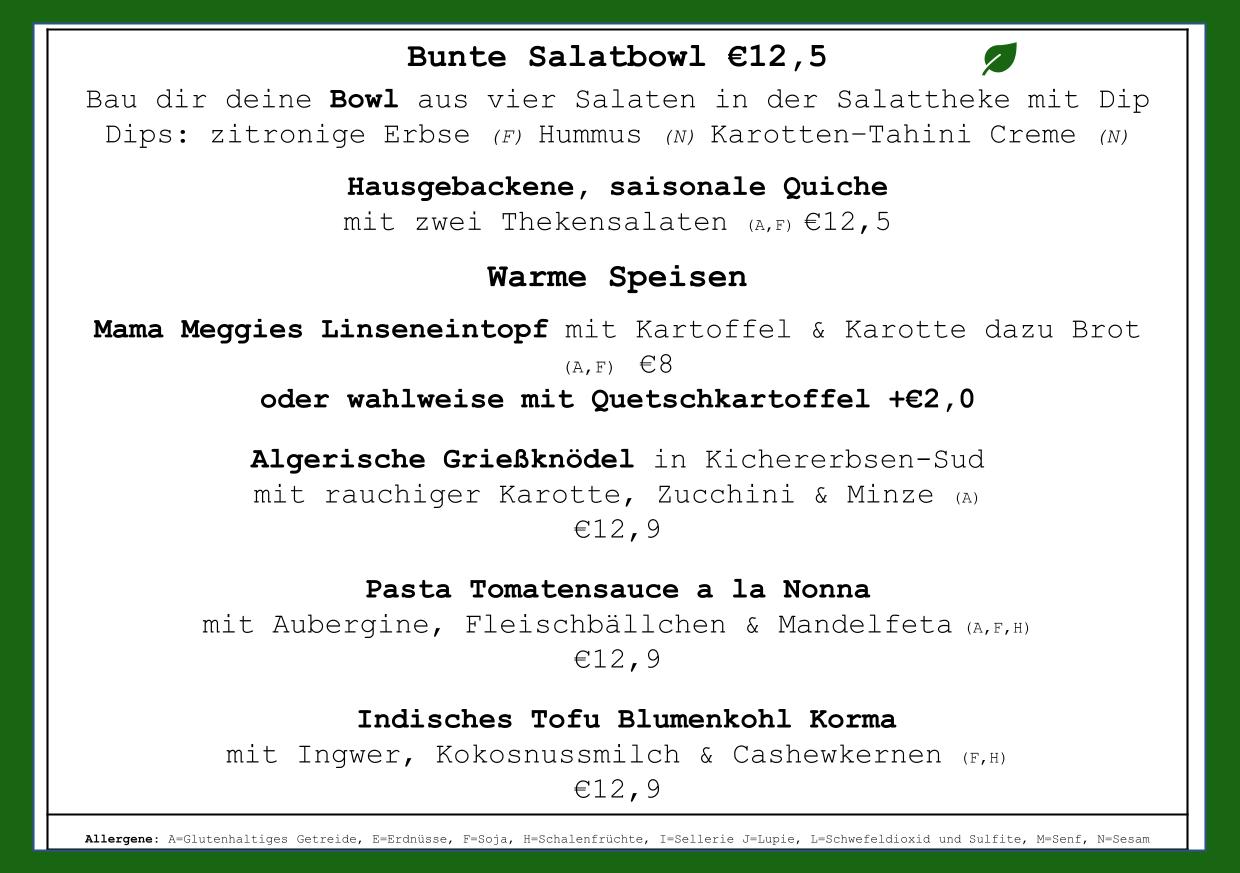 Bunte Salatbowl €12,5
Bau dir deine Bowl aus vier Salaten in der Salattheke mit Dip
Dips: zitronige Erbse (F) Hummus (N) Karotten-Tahini Creme (N)
Hausgebackene, saisonale Quiche
mit zwei Thekensalaten (A,F) €12,5
Warme Speisen
Mama Meggies Linseneintopf mit Kartoffel & Karotte dazu Brot
(A,F) €8
oder wahlweise mit Quetschkartoffel +€2,0
Algerische Grießknödel in Kichererbsen-Sud
mit rauchiger Karotte, Zucchini & Minze (A)
€12,9
Pasta Tomatensauce a la Nonna
mit Aubergine, Fleischbällchen & Mandelfeta (A,F,H)
€12,9
Indisches Tofu Blumenkohl Korma
mit Ingwer, Kokosnussmilch & Cashewkernen (F,H)
€12,9
Allergene: A=Glutenhaltiges Getreide, E=Erdnüsse, F=Soja, H=Schalenfrüchte, I=Sellerie J=Lupie, L=Schwefeldioxid und Sulfite, M=Senf, N=Sesam